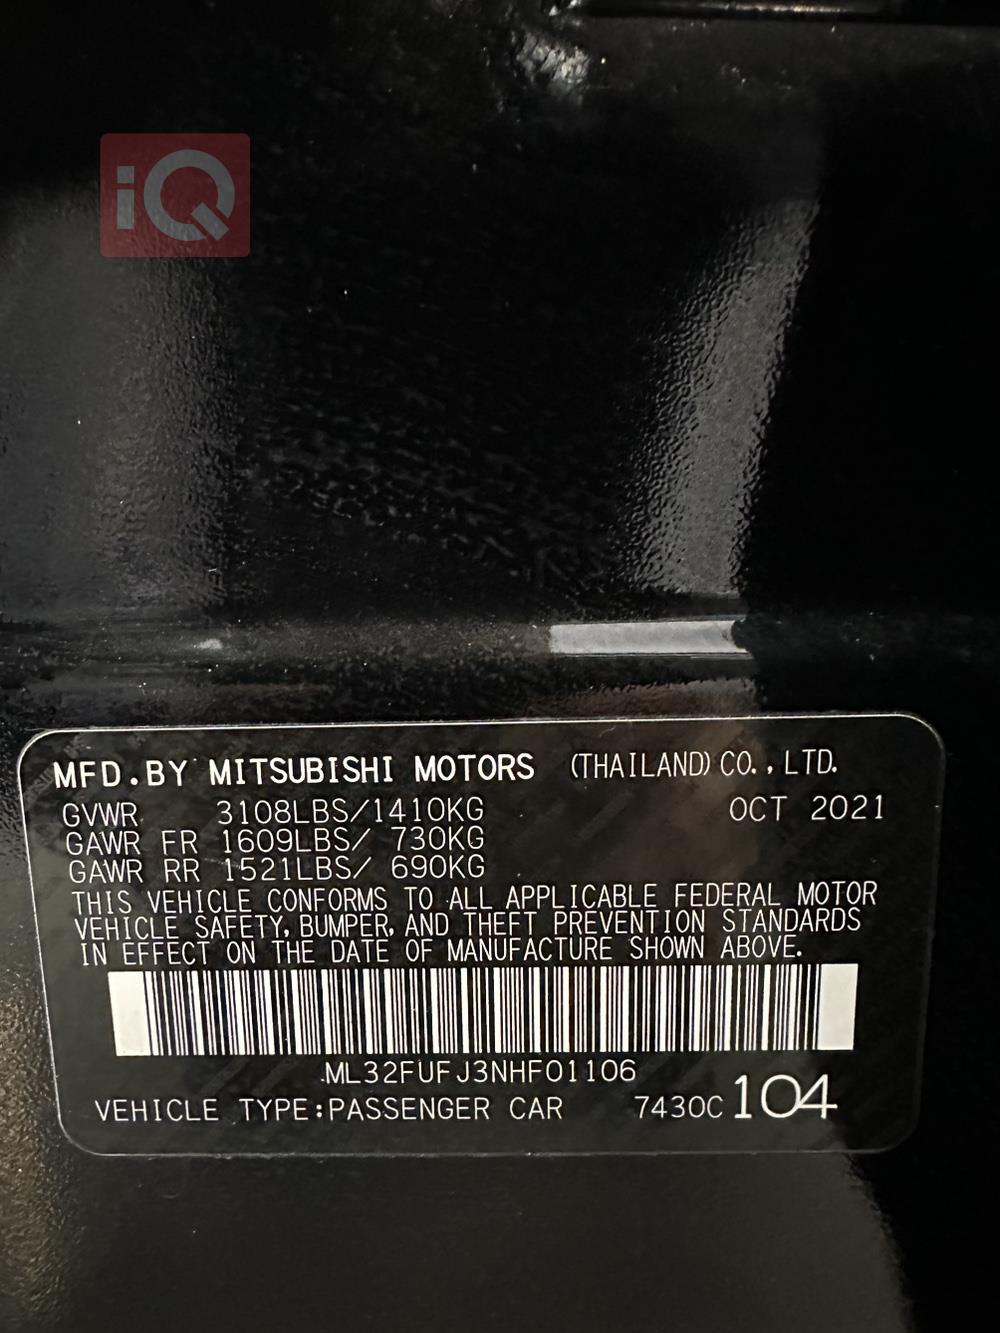 iQ
MFD.BY MITSUBISHI MOTORS (THAILAND) CO., LTD.
GVWR 3108LBS/1410KG OCT 2021
GAWR FR 1609LBS/ 730KG
GAWR RR 1521LBS/ 690KG
THIS VEHICLE CONFORMS TO ALL APPLICABLE FEDERAL MOTOR
VEHICLE SAFETY, BUMPER, AND THEFT PREVENTION STANDARDS
IN EFFECT ON THE DATE OF MANUFACTURE SHOWN ABOVE.
ML32FUFJ3NHF01106
VEHICLE TYPE:PASSENGER CAR 7430C 104